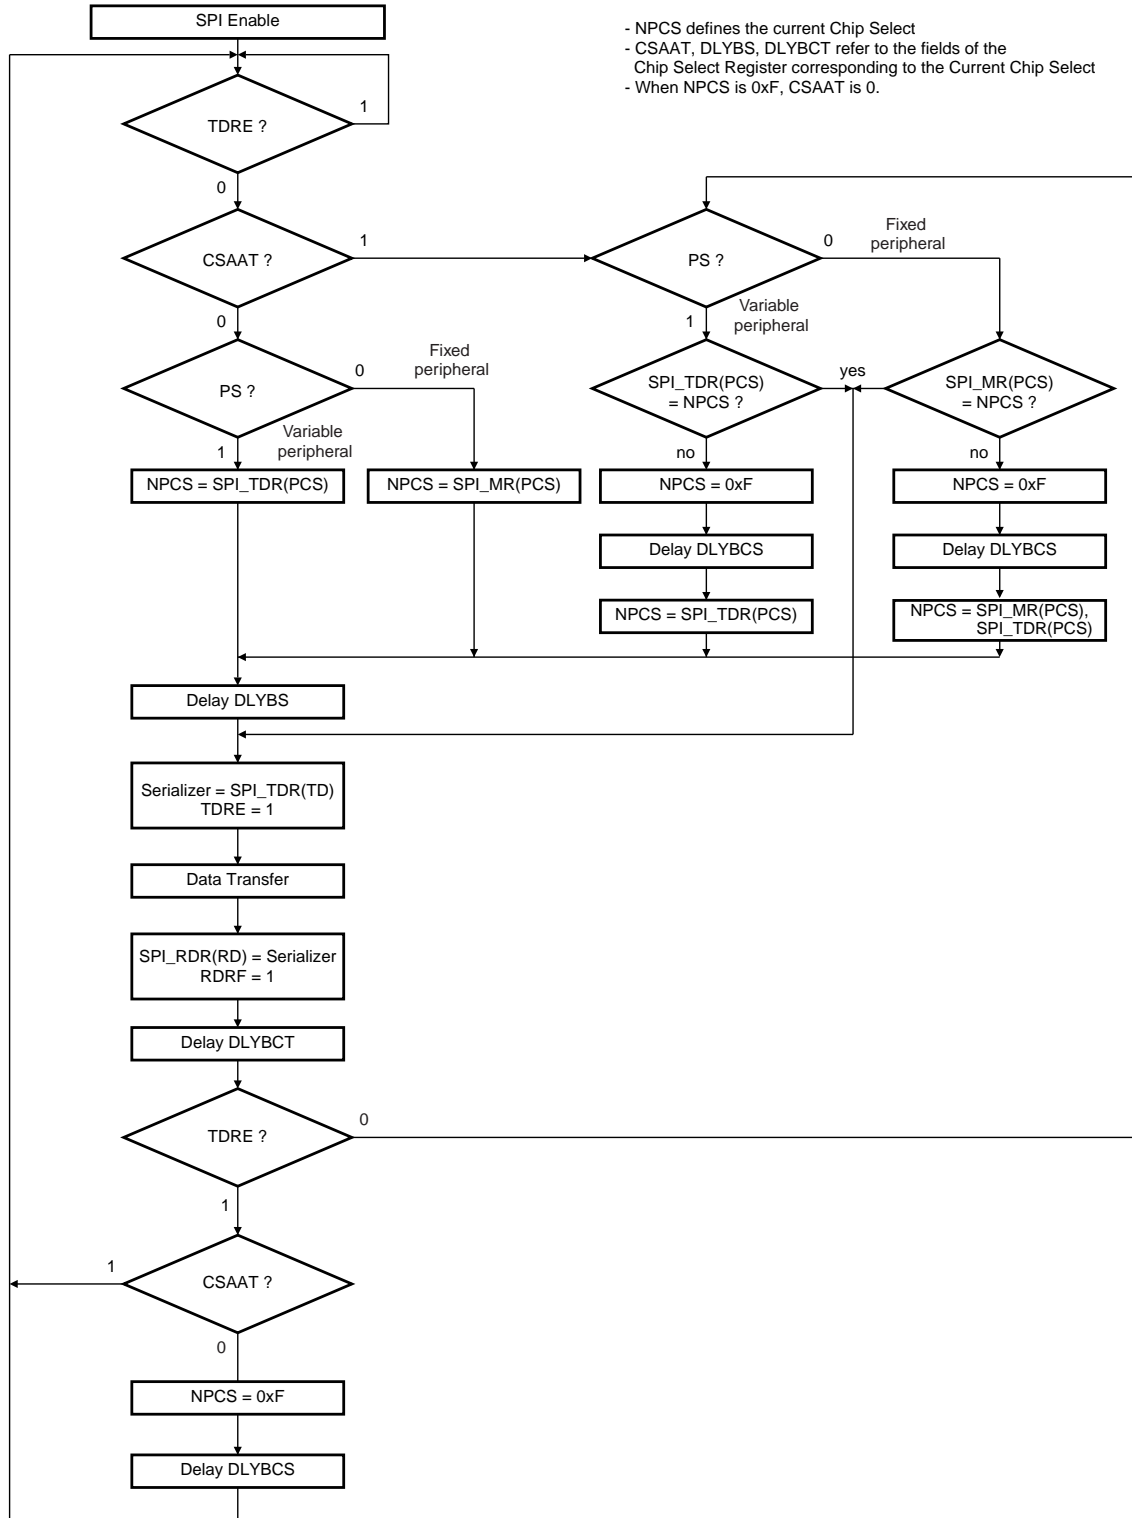 SPI Enable
- NPCS defines the current Chip Select
- CSAAT, DLYBS, DLYBCT refer to the fields of the
Chip Select Register corresponding to the Current Chip Select
- When NPCS is 0xF, CSAAT is 0.
1
TDRE ?
0
CSAAT ?
1
PS ?
0
Fixed
peripheral
0
1
Variable
peripheral
PS ?
0
Fixed
peripheral
1
Variable
peripheral
SPI_TDR(PCS)
= NPCS ?
yes
SPI_MR(PCS)
= NPCS ?
no
no
NPCS = SPI_TDR(PCS)
NPCS = SPI_MR(PCS)
NPCS = 0xF
NPCS = 0xF
Delay DLYBCS
Delay DLYBCS
NPCS = SPI_TDR(PCS)
NPCS = SPI_MR(PCS),
SPI_TDR(PCS)
Delay DLYBS
Serializer = SPI_TDR(TD)
TDRE = 1
Data Transfer
SPI_RDR(RD) = Serializer
RDRF = 1
Delay DLYBCT
TDRE ?
0
1
CSAAT ?
1
0
NPCS = 0xF
Delay DLYBCS